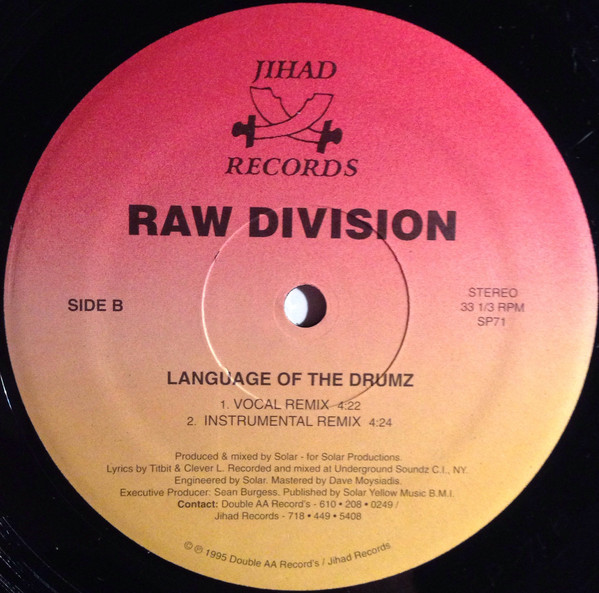 JIHAD
RECORDS
RAW DIVISION
SIDE B
STEREO
33 1/3 RPM
SP71
LANGUAGE OF THE DRUMZ
1. VOCAL REMIX 4:22
2. INSTRUMENTAL REMIX 4:24
Produced & mixed by Solar - for Solar Productions.
Lyrics by Titbit & Clever L. Recorded and mixed at Underground Soundz C.I., NY.
Engineered by Solar. Mastered by Dave Moysiadis.
Executive Producer: Sean Burgess. Published by Solar Yellow Music B.M.I.
Contact: Double AA Record's - 610 • 208 • 0249 /
Jihad Records - 718 • 449 • 5408
© ℗ 1995 Double AA Record's / Jihad Records